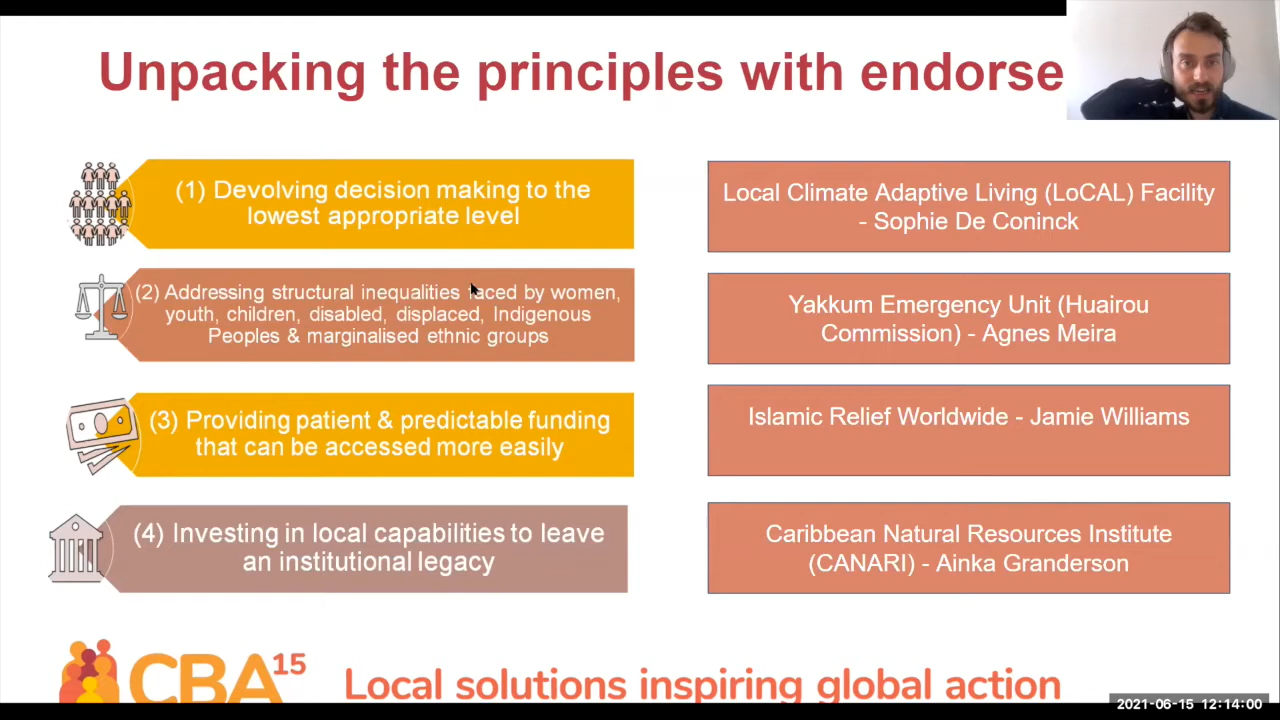 Unpacking the principles with endorse
(1) Devolving decision making to the
lowest appropriate level
Local Climate Adaptive Living (LoCAL) Facility
- Sophie De Coninck
(2) Addressing structural inequalities faced by women,
youth, children, disabled, displaced, Indigenous
Peoples & marginalised ethnic groups
Yakkum Emergency Unit (Huairou
Commission) - Agnes Meira
(3) Providing patient & predictable funding
that can be accessed more easily
Islamic Relief Worldwide - Jamie Williams
(4) Investing in local capabilities to leave
an institutional legacy
Caribbean Natural Resources Institute
(CANARI) - Ainka Granderson
CBA15
Local solutions inspiring global action
2021-06-15 12:14:00